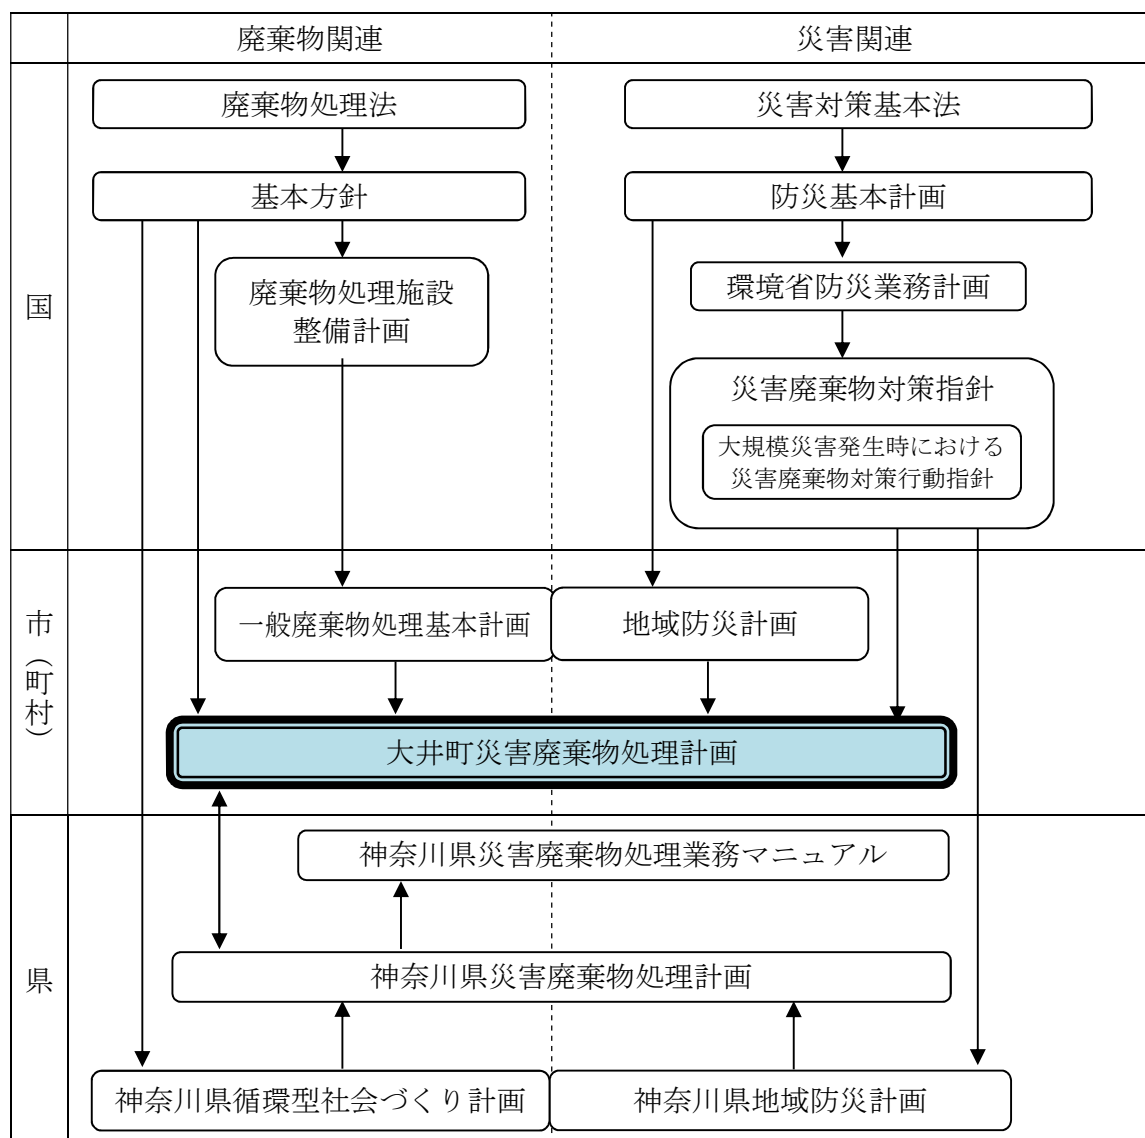 廃棄物関連
災害関連
国
廃棄物処理法
災害対策基本法
基本方針
防災基本計画
廃棄物処理施設
整備計画
環境省防災業務計画
災害廃棄物対策指針
大規模災害発生時における
災害廃棄物対策行動指針
市（町村）
一般廃棄物処理基本計画
地域防災計画
大井町災害廃棄物処理計画
県
神奈川県災害廃棄物処理業務マニュアル
神奈川県災害廃棄物処理計画
神奈川県循環型社会づくり計画
神奈川県地域防災計画